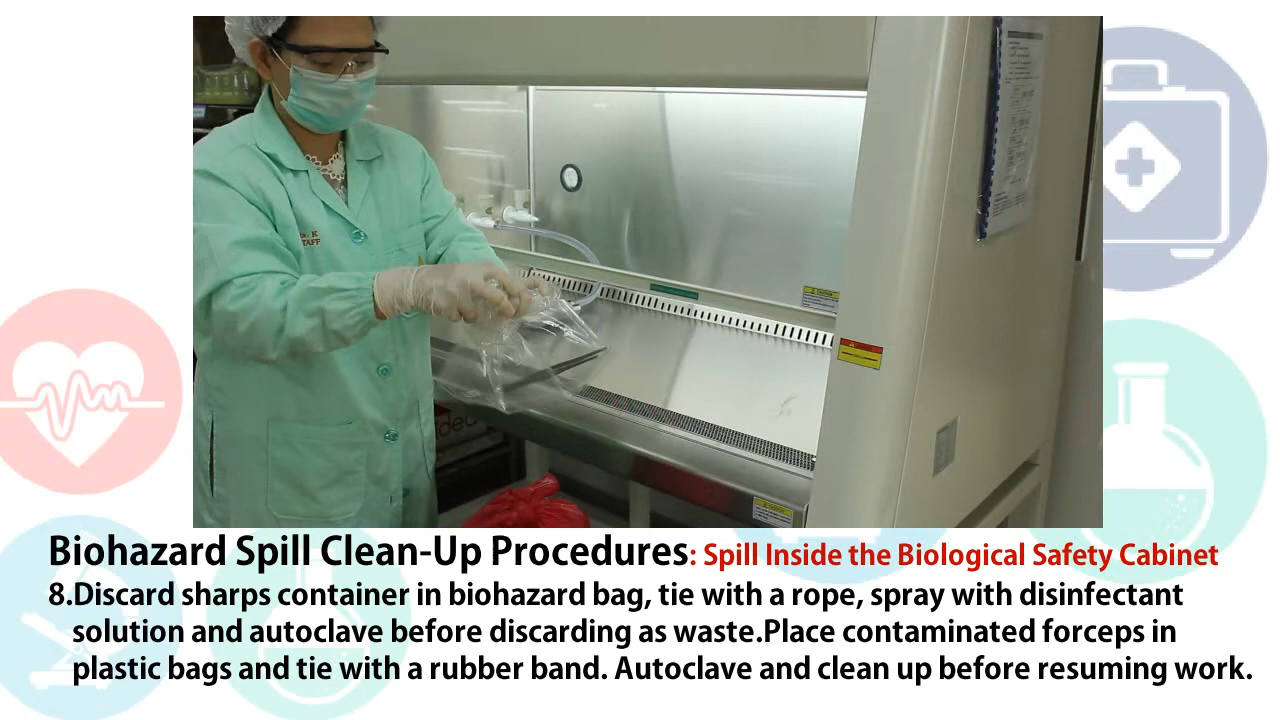 TAFF
Biohazard Spill Clean-Up Procedures: Spill Inside the Biological Safety Cabinet
8.Discard sharps container in biohazard bag, tie with a rope, spray with disinfectant
solution and autoclave before discarding as waste.Place contaminated forceps in
plastic bags and tie with a rubber band. Autoclave and clean up before resuming work.